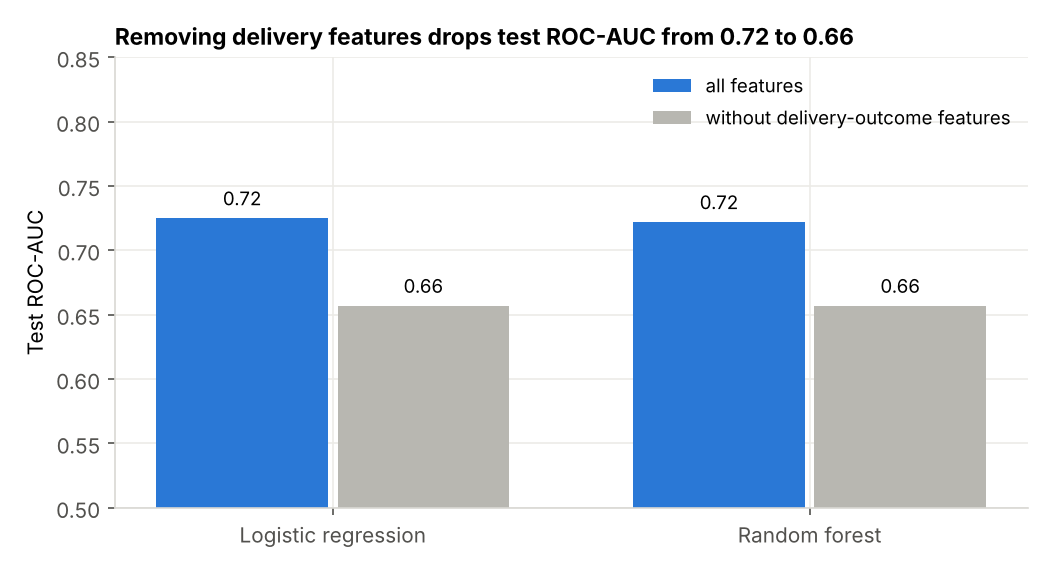 Removing delivery features drops test ROC-AUC from 0.72 to 0.66
0.85
all features
0.80
without delivery-outcome features
0.75
0.72
0.72
0.70
0.66
0.66
0.65
0.60
0.55
0.50
Test ROC-AUC
Logistic regression
Random forest